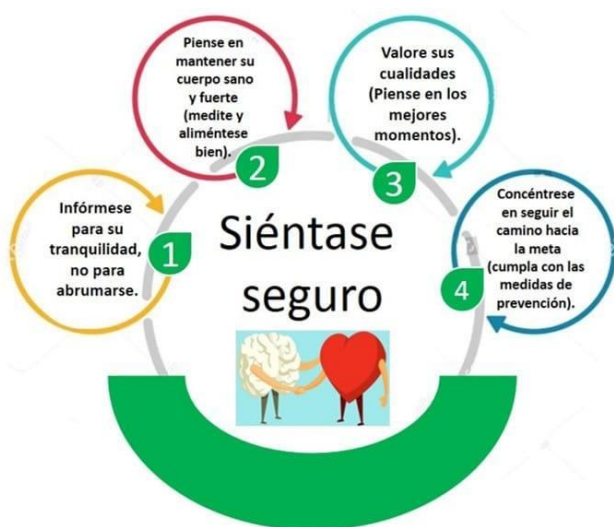 Infórmese
para su
tranquilidad,
no para
abrumarse.
1
Piense en
mantener su
cuerpo sano
y fuerte
(medite y
aliméntese
bien).
2
Valore sus
cualidades
(Piense en los
mejores
momentos).
3
Concéntrese
en seguir el
camino hacia
la meta
(cumpla con las
medidas de
prevención).
4
Siéntase
seguro